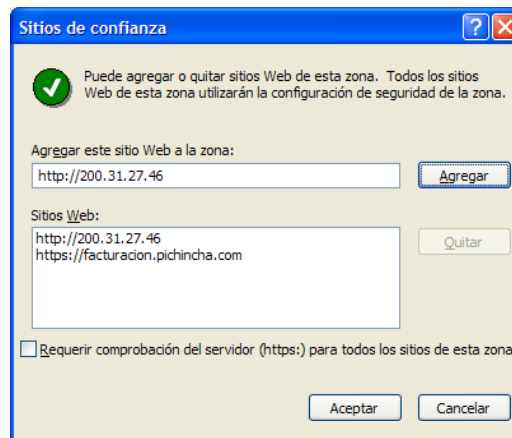 Sitios de confianza
Puede agregar o quitar sitios Web de esta zona. Todos los sitios
Web de esta zona utilizarán la configuración de seguridad de la zona.
Agregar este sitio Web a la zona:
http://200.31.27.46
Agregar
Sitios Web:
http://200.31.27.46
https://facturacion.pichincha.com
Quitar
Requerir comprobación del servidor (https:) para todos los sitios de esta zona
Aceptar
Cancelar